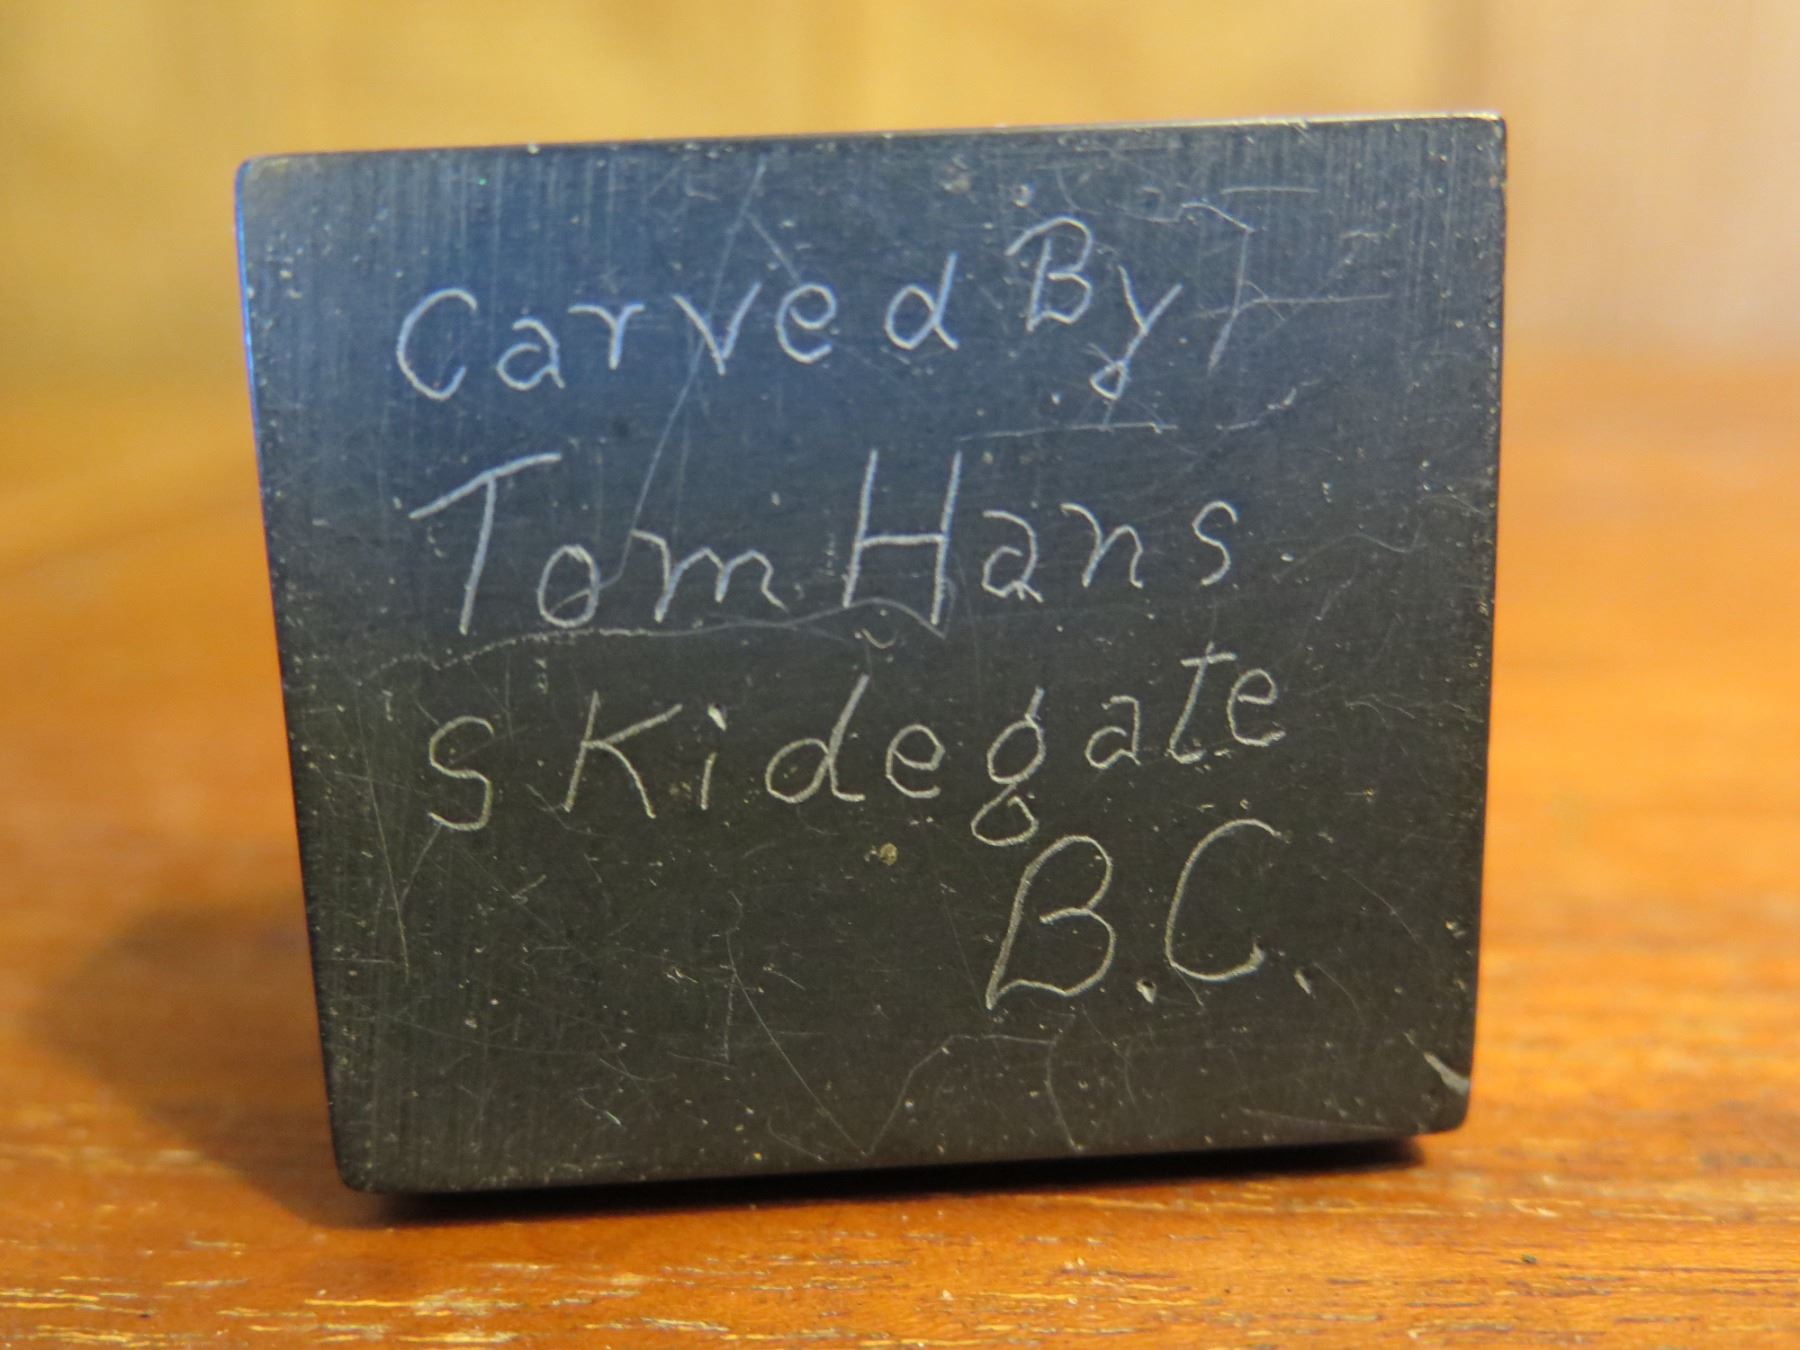 Carved By
Tom Hans
Skidegate
B.C.